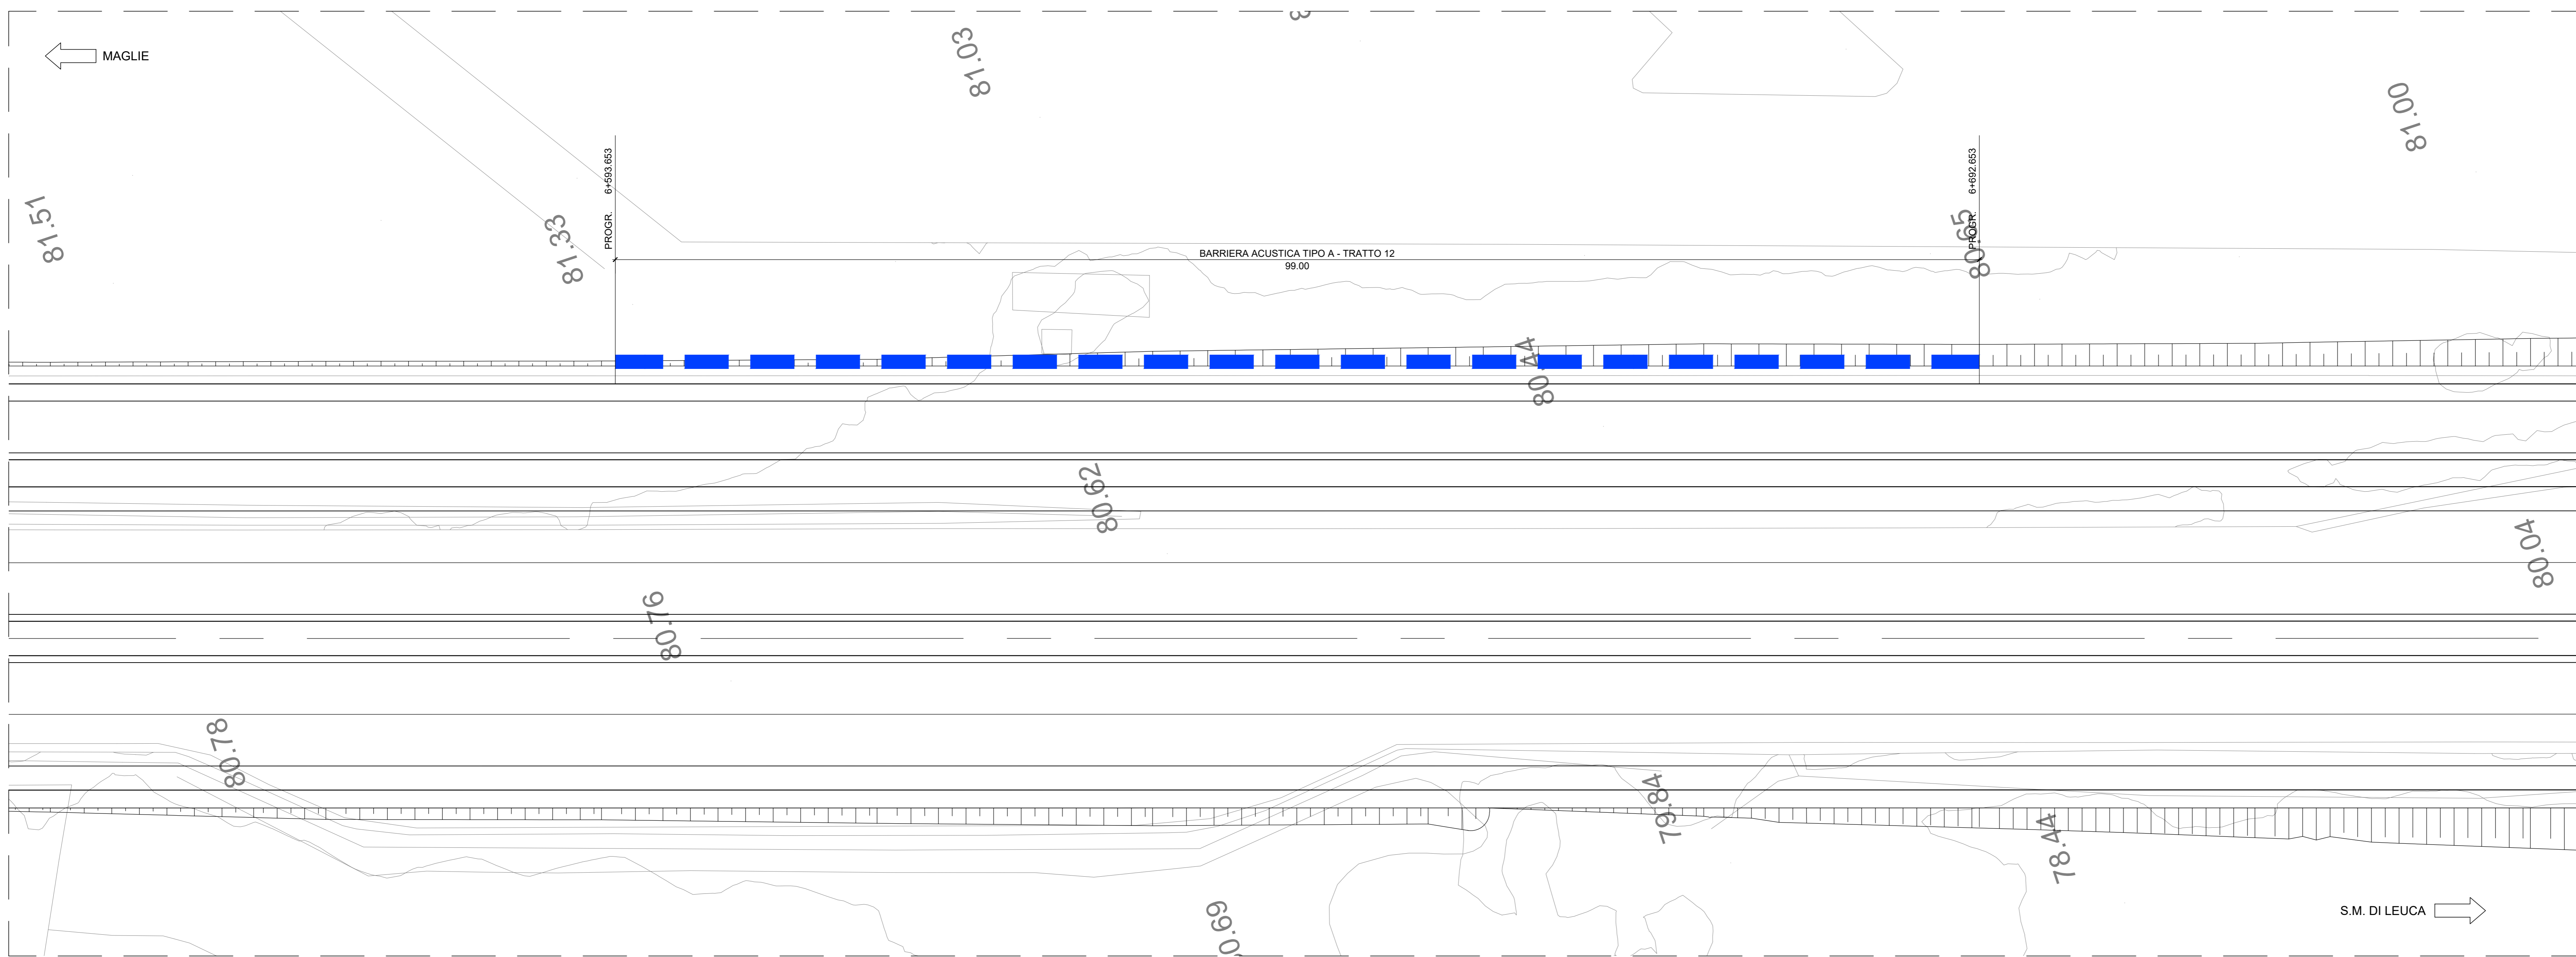 MAGLIE
81.03
81.00
81.51
81.33
PROGR. 6+593.653
PROGR. 6+692.653
80.65
BARRIERA ACUSTICA TIPO A - TRATTO 12
99.00
80.44
80.62
80.04
80.76
80.78
79.84
78.44
S.M. DI LEUCA